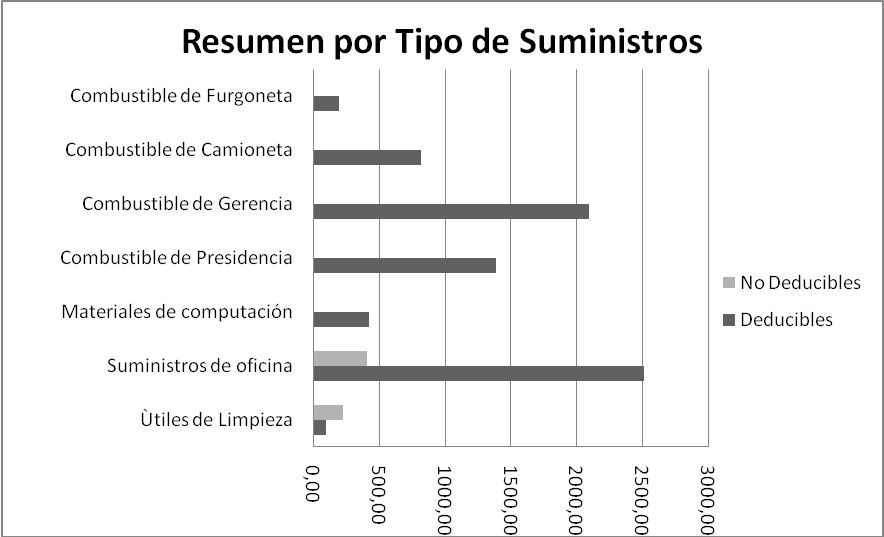 Resumen por Tipo de Suministros
Combustible de Furgoneta
Combustible de Camioneta
Combustible de Gerencia
Combustible de Presidencia
Materiales de computación
Suministros de oficina
Ùtiles de Limpieza
0,00
500,00
1000,00
1500,00
2000,00
2500,00
3000,00
No Deducibles
Deducibles